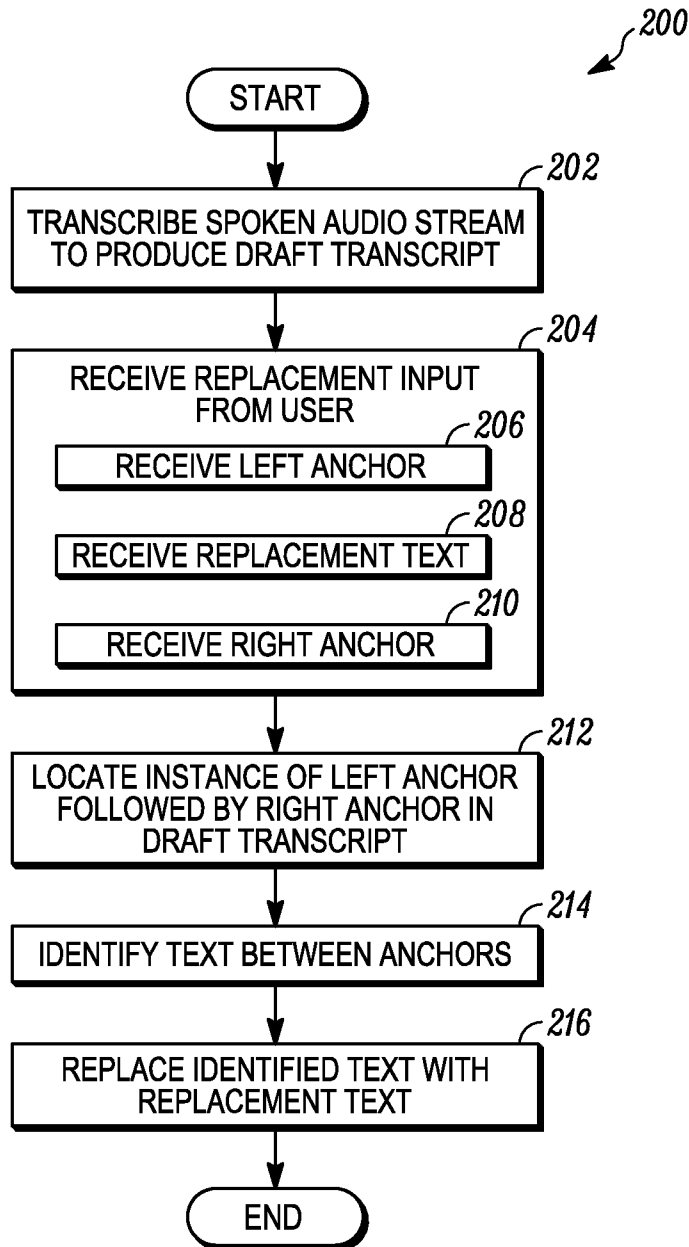 200
START
202
TRANSCRIBE SPOKEN AUDIO STREAM
TO PRODUCE DRAFT TRANSCRIPT
204
RECEIVE REPLACEMENT INPUT
FROM USER
206
RECEIVE LEFT ANCHOR
208
RECEIVE REPLACEMENT TEXT
210
RECEIVE RIGHT ANCHOR
212
LOCATE INSTANCE OF LEFT ANCHOR
FOLLOWED BY RIGHT ANCHOR IN
DRAFT TRANSCRIPT
214
IDENTIFY TEXT BETWEEN ANCHORS
216
REPLACE IDENTIFIED TEXT WITH
REPLACEMENT TEXT
END